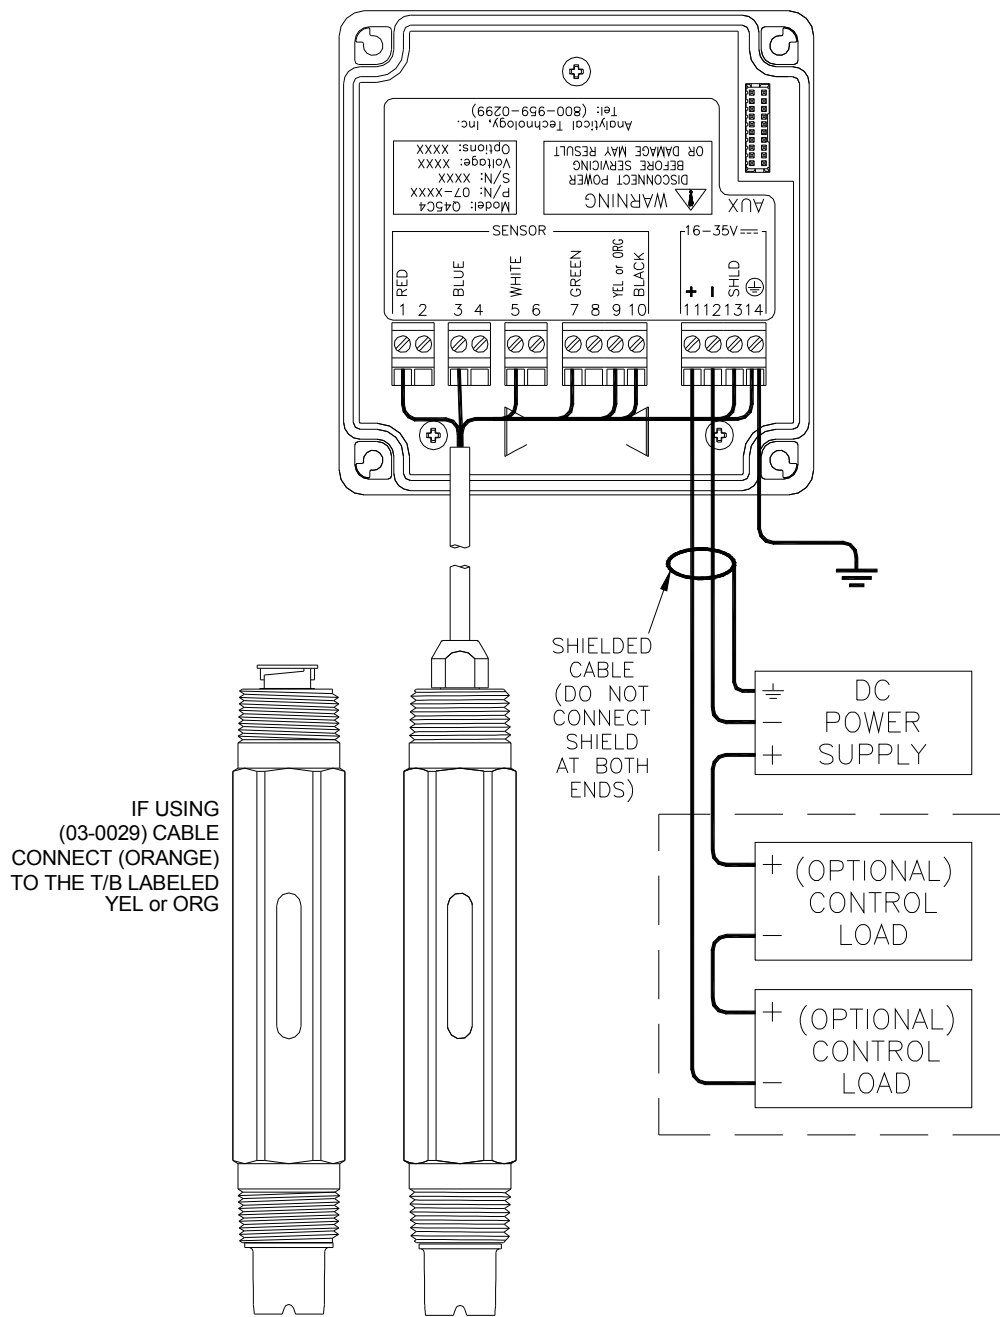 Tel: (800-959-0299)
Analytical Technology, Inc.
Model: Q45C4
P/N: 07-XXXX
S/N: XXXX
Voltage: XXXX
Options: XXXX
WARNING
DISCONNECT POWER
BEFORE SERVICING
OR DAMAGE MAY RESULT
AUX
SENSOR
16-35V
RED
BLUE
WHITE
GREEN
YEL or ORG
BLACK
+
-
SHLD
1 2 3 4 5 6 7 8 9 10 11 12 13 14
SHIELDED
CABLE
(DO NOT
CONNECT
SHIELD
AT BOTH
ENDS)
DC
POWER
SUPPLY
-
+
IF USING
(03-0029) CABLE
CONNECT (ORANGE)
TO THE T/B LABELED
YEL or ORG
+
(OPTIONAL)
CONTROL
LOAD
-
+
(OPTIONAL)
CONTROL
LOAD
-